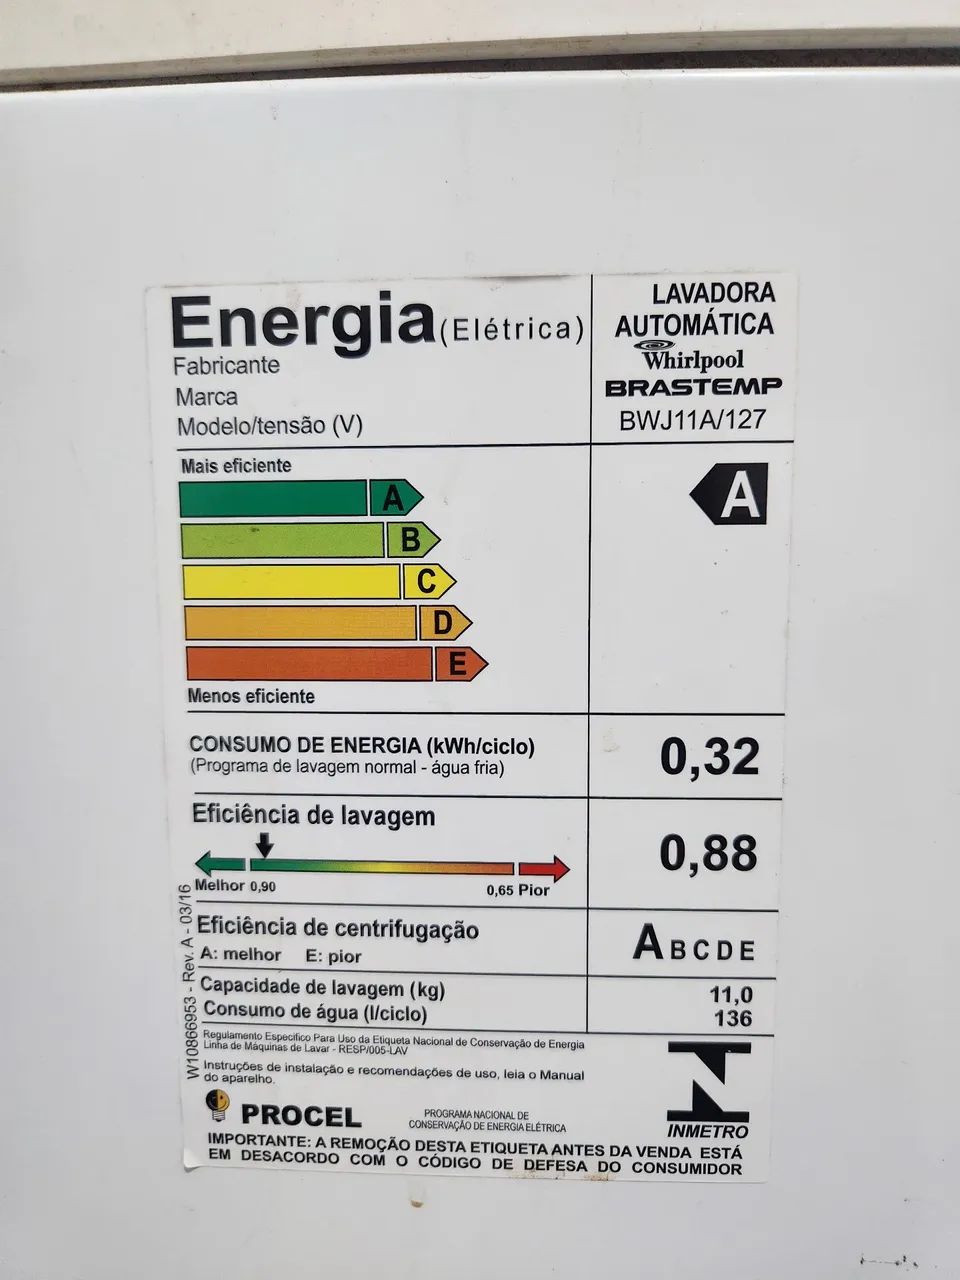 Energia (Elétrica)
Fabricante
Marca
Modelo/tensão (V)
LAVADORA
AUTOMÁTICA
Whirlpool
BRASTEMP
BWJ11A/127
Mais eficiente
A
B
C
D
E
Menos eficiente
A
CONSUMO DE ENERGIA (kWh/ciclo)
(Programa de lavagem normal - água fria)
0,32
Eficiência de lavagem
Melhor 0,90
0,65 Pior
0,88
Eficiência de centrifugação
A: melhor E: pior
A B C D E
Capacidade de lavagem (kg)
11,0
Consumo de água (l/ciclo)
136
W10866953 - Rev. A - 03/16
Regulamento Específico Para Uso da Etiqueta Nacional de Conservação de Energia
Linha de Máquinas de Lavar - RESP/005-LAV
Instruções de instalação e recomendações de uso, leia o Manual
do aparelho.
PROCEL
PROGRAMA NACIONAL DE
CONSERVAÇÃO DE ENERGIA ELÉTRICA
INMETRO
IMPORTANTE: A REMOÇÃO DESTA ETIQUETA ANTES DA VENDA ESTÁ
EM DESACORDO COM O CÓDIGO DE DEFESA DO CONSUMIDOR